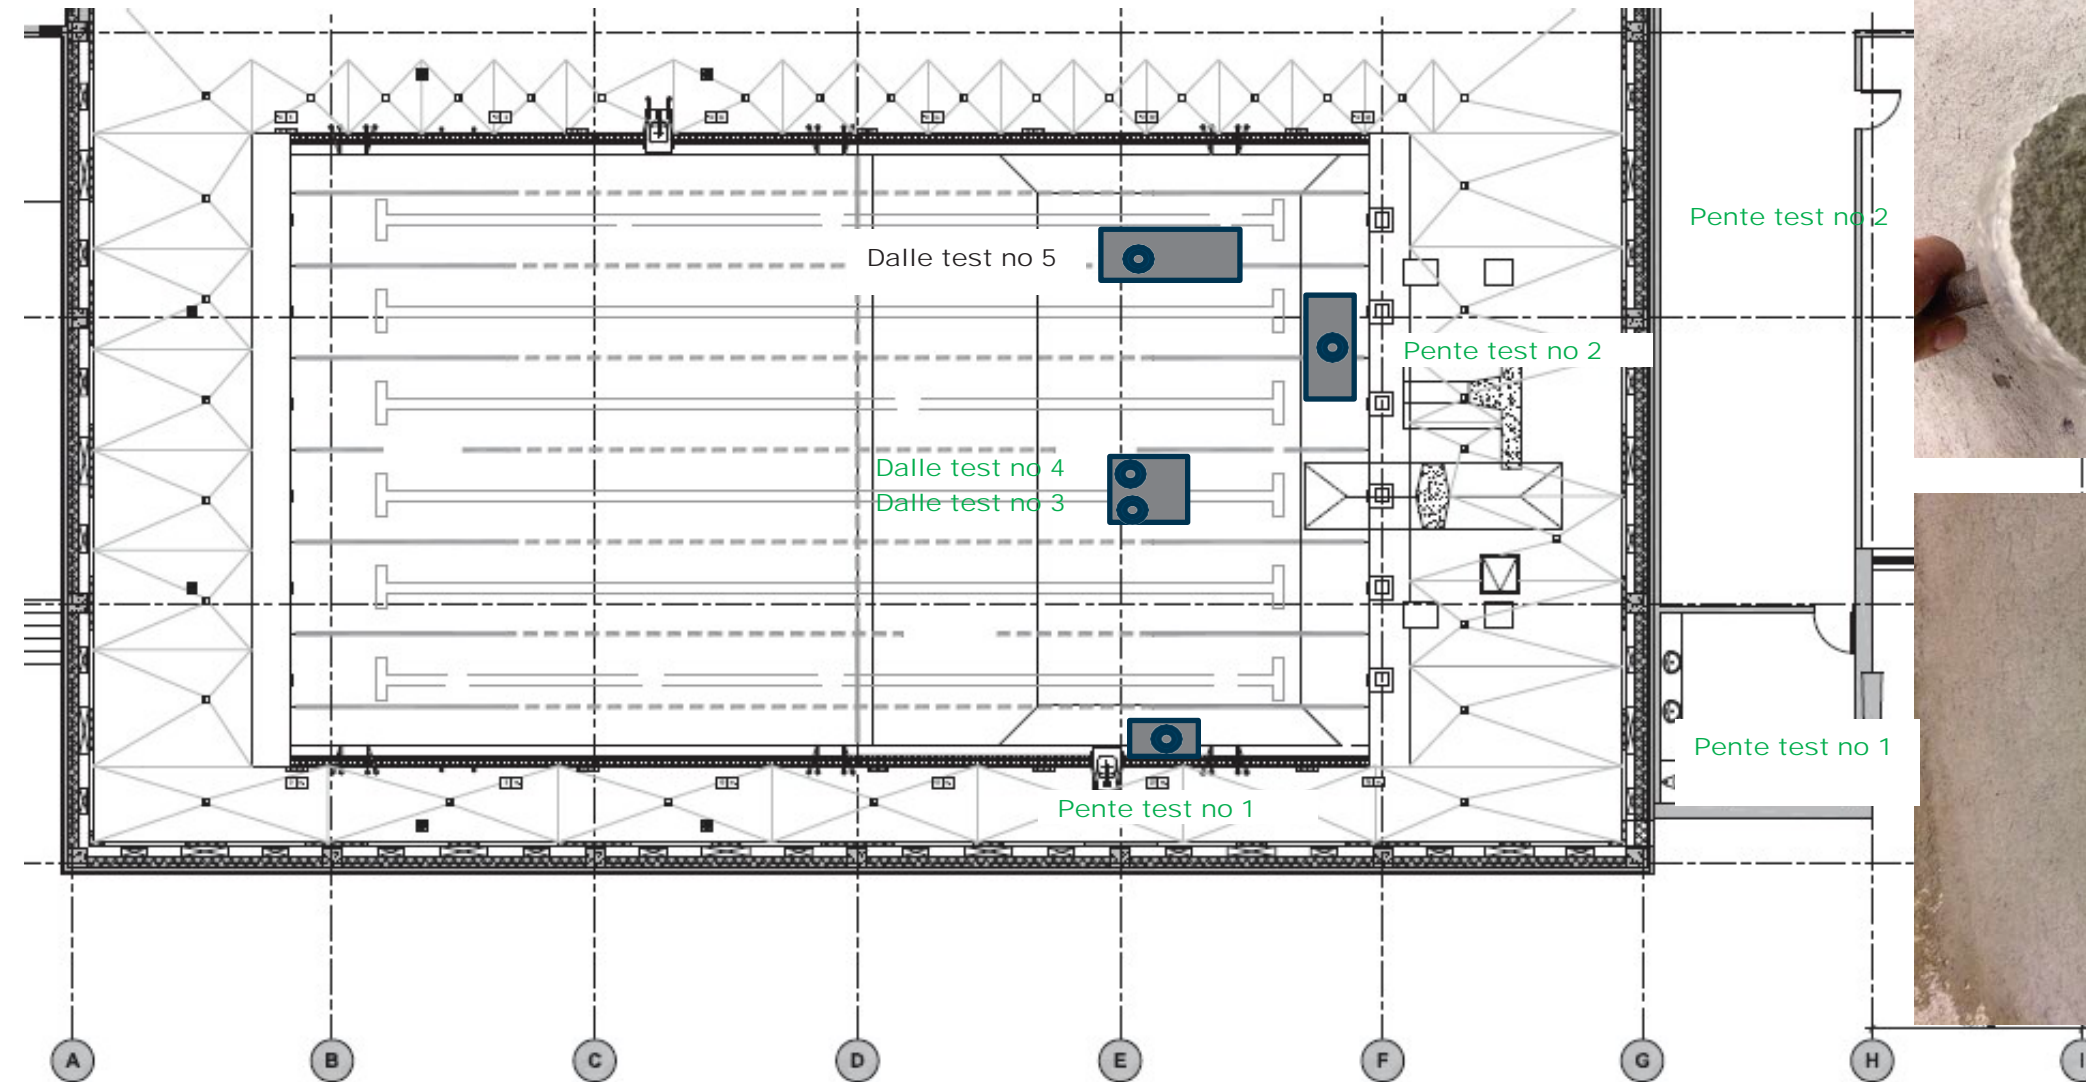 Pente test no 2
Dalle test no 5
Pente test no 2
Dalle test no 4
Dalle test no 3
Pente test no 1
Pente test no 1
A B C D E F G H I